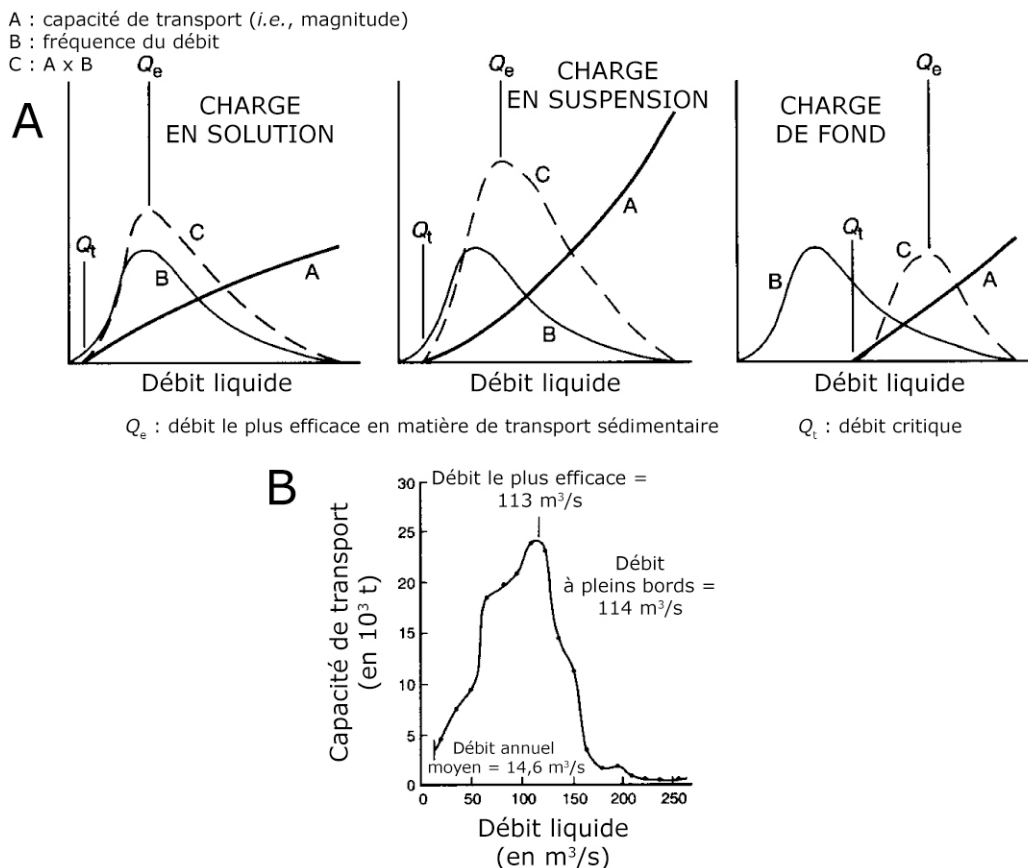 A : capacité de transport (i.e., magnitude)
B : fréquence du débit
C : A x B
A
CHARGE
EN SOLUTION
Qe
Qt
C
B
A
Débit liquide
CHARGE
EN SUSPENSION
Qe
Qt
C
A
B
Débit liquide
CHARGE
DE FOND
Qe
Qt
B
C
A
Débit liquide
Qe : débit le plus efficace en matière de transport sédimentaire
Qt : débit critique
B
Débit le plus efficace =
113 m³/s
Débit
à pleins bords =
114 m³/s
Débit annuel
moyen = 14,6 m³/s
Capacité de transport
(en 10³ t)
30
25
20
15
10
5
0
0 50 100 150 200 250
Débit liquide
(en m³/s)